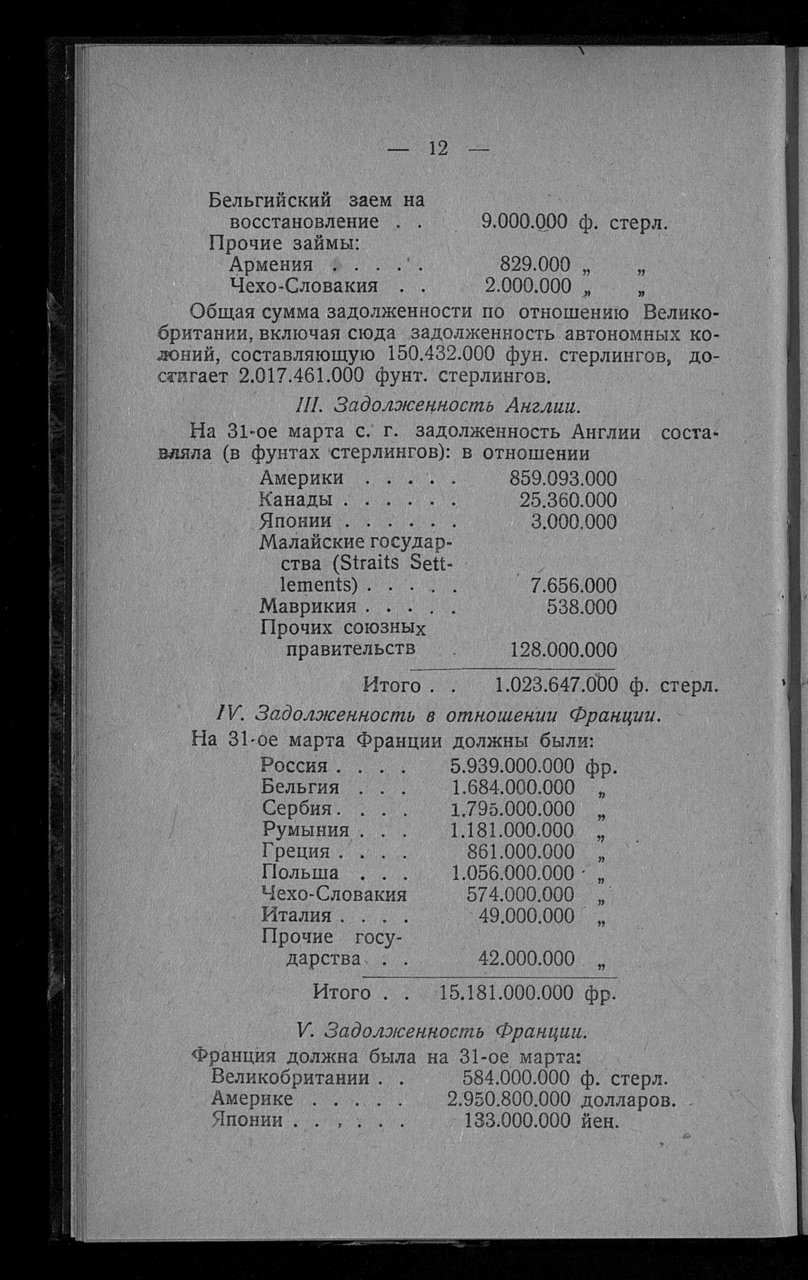 — 12 —
Бельгийский заем на
восстановление . . 9.000.000 ф. стерл.
Прочие займы:
Армения . . . . . 829.000 „ „
Чехо-Словакия . . 2.000.000 „ „
Общая сумма задолженности по отношению Велико-
британии, включая сюда задолженность автономных ко-
лоний, составляющую 150.432.000 фун. стерлингов, до-
стигает 2.017.461.000 фунт. стерлингов.
III. Задолженность Англии.
На 31-ое марта с. г. задолженность Англии соста-
вляла (в фунтах стерлингов): в отношении
Америки . . . . . 859.093.000
Канады . . . . . . 25.360.000
Японии . . . . . . 3.000.000
Малайские государ-
ства (Straits Sett-
lements) . . . . . 7.656.000
Маврикия . . . . . 538.000
Прочих союзных
правительств . 128.000.000
Итого . . 1.023.647.000 ф. стерл.
IV. Задолженность в отношении Франции.
На 31-ое марта Франции должны были:
Россия . . . . 5.939.000.000 фр.
Бельгия . . . 1.684.000.000 „
Сербия . . . . 1.795.000.000 „
Румыния . . . 1.181.000.000 „
Греция . . . . 861.000.000 „
Польша . . . 1.056.000.000 „
Чехо-Словакия 574.000.000 „
Италия . . . . 49.000.000 „
Прочие госу-
дарства . . 42.000.000 „
Итого . . 15.181.000.000 фр.
V. Задолженность Франции.
Франция должна была на 31-ое марта:
Великобритании . . 584.000.000 ф. стерл.
Америке . . . . . 2.950.800.000 долларов.
Японии . . , . . . 133.000.000 йен.